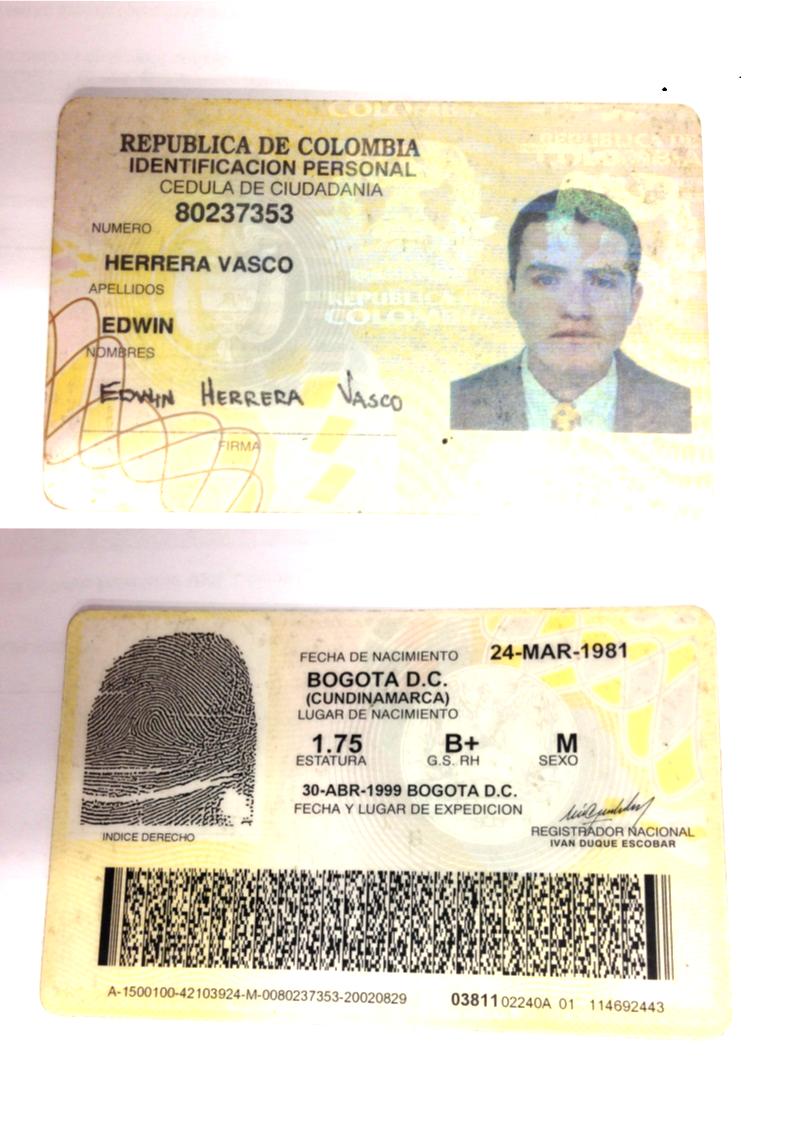 REPUBLICA DE COLOMBIA
IDENTIFICACION PERSONAL
CEDULA DE CIUDADANIA
NUMERO 80237353
HERRERA VASCO
APELLIDOS
EDWIN
NOMBRES
EDWIN HERRERA VASCO
FIRMA
REPUBLICA
COLOMBIA
FECHA DE NACIMIENTO 24-MAR-1981
BOGOTA D.C.
(CUNDINAMARCA)
LUGAR DE NACIMIENTO
1.75 B+ M
ESTATURA G.S. RH SEXO
30-ABR-1999 BOGOTA D.C.
FECHA Y LUGAR DE EXPEDICION
INDICE DERECHO
REGISTRADOR NACIONAL
IVAN DUQUE ESCOBAR
A-1500100-42103924-M-0080237353-20020829 03811 02240A 01 114692443